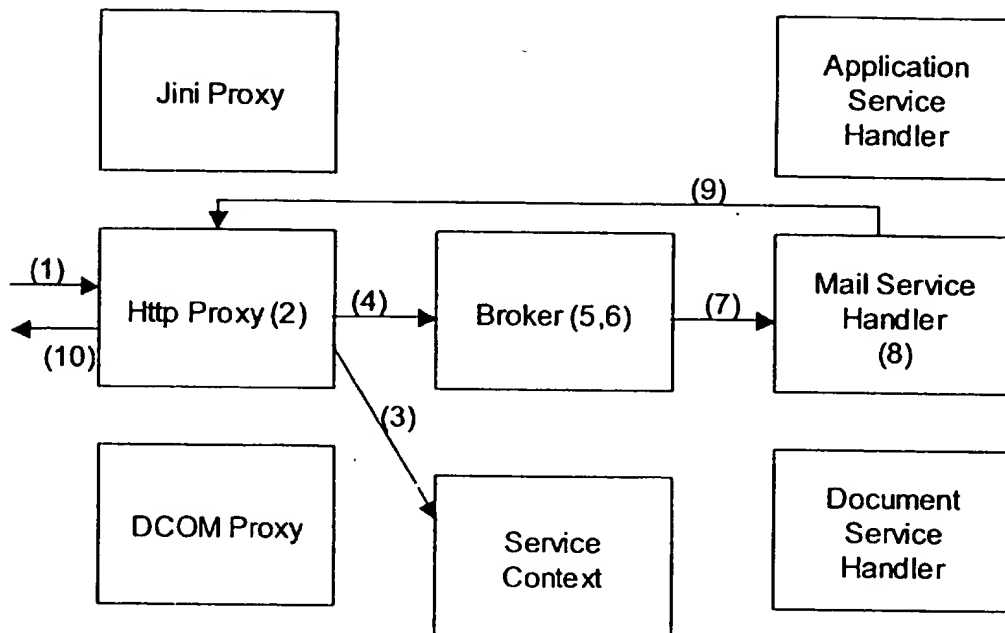 Jini Proxy
Application
Service
Handler
(9)
(1)
Http Proxy (2)
(4)
Broker (5,6)
(7)
Mail Service
Handler
(8)
(10)
(3)
DCOM Proxy
Service
Context
Document
Service
Handler